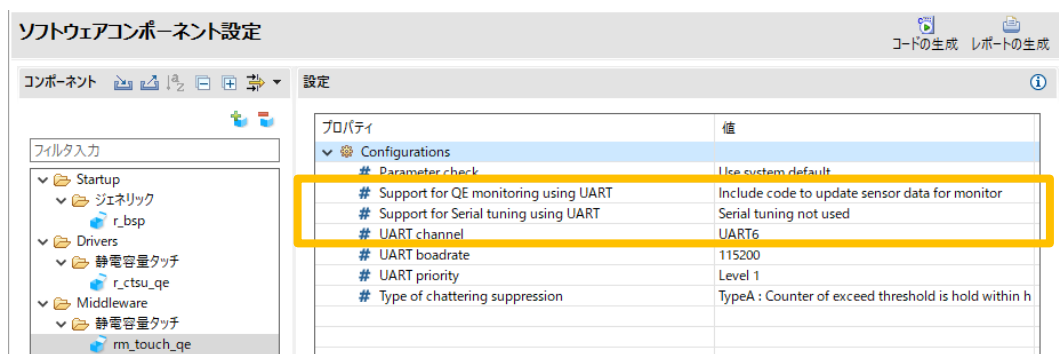 ソフトウェアコンポーネント設定
コードの生成 レポートの生成
コンポーネント
設定
フィルタ入力
Startup
ジェネリック
r_bsp
Drivers
静電容量タッチ
r_ctsu_qe
Middleware
静電容量タッチ
rm_touch_qe
プロパティ 値
Configurations
# Parameter check Use system default
# Support for QE monitoring using UART Include code to update sensor data for monitor
# Support for Serial tuning using UART Serial tuning not used
# UART channel UART6
# UART boadrate 115200
# UART priority Level 1
# Type of chattering suppression TypeA : Counter of exceed threshold is hold within h